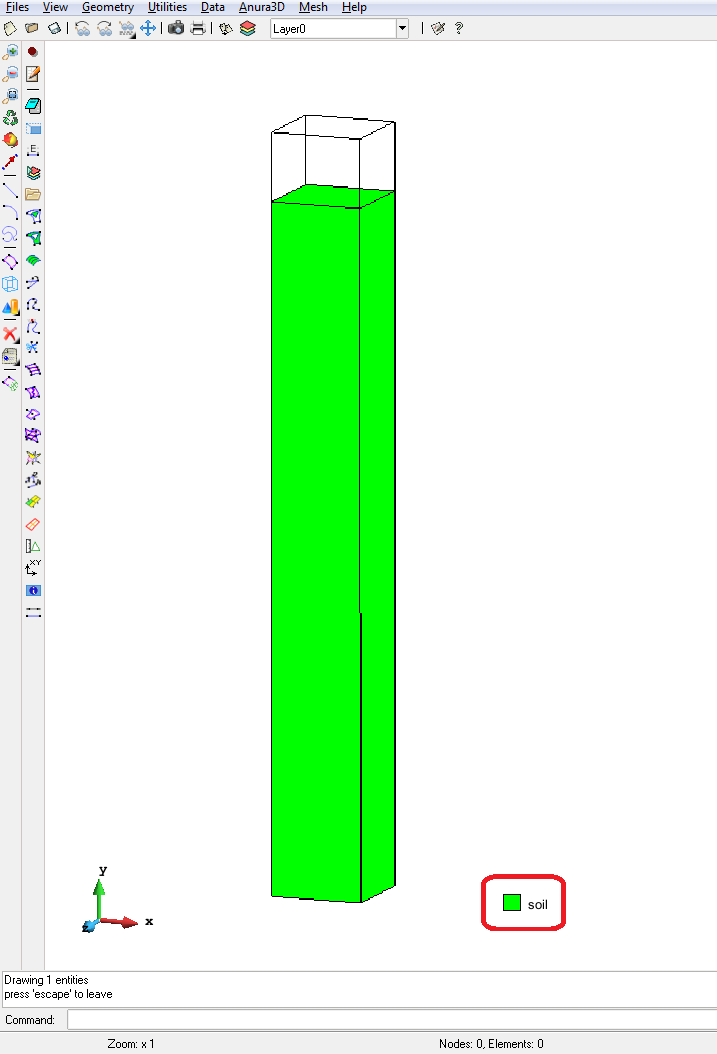 Files View Geometry Utilities Data Anura3D Mesh Help
Layer0 ?
E
XY
y
x
z
soil
Drawing 1 entities
press 'escape' to leave
Command:
Zoom: x 1 Nodes: 0, Elements: 0